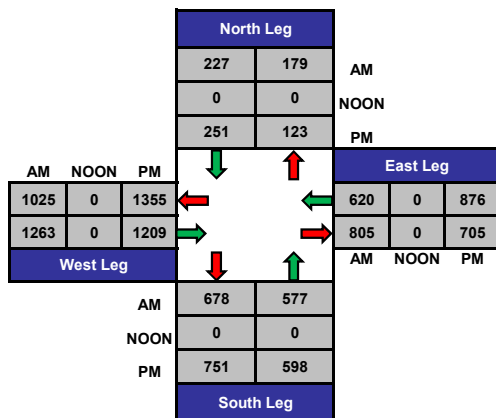 North Leg
227 179 AM
0 0 NOON
251 123 PM
AM NOON PM East Leg
1025 0 1355 620 0 876
1263 0 1209 805 0 705
West Leg AM NOON PM
AM 678 577
NOON 0 0
PM 751 598
South Leg